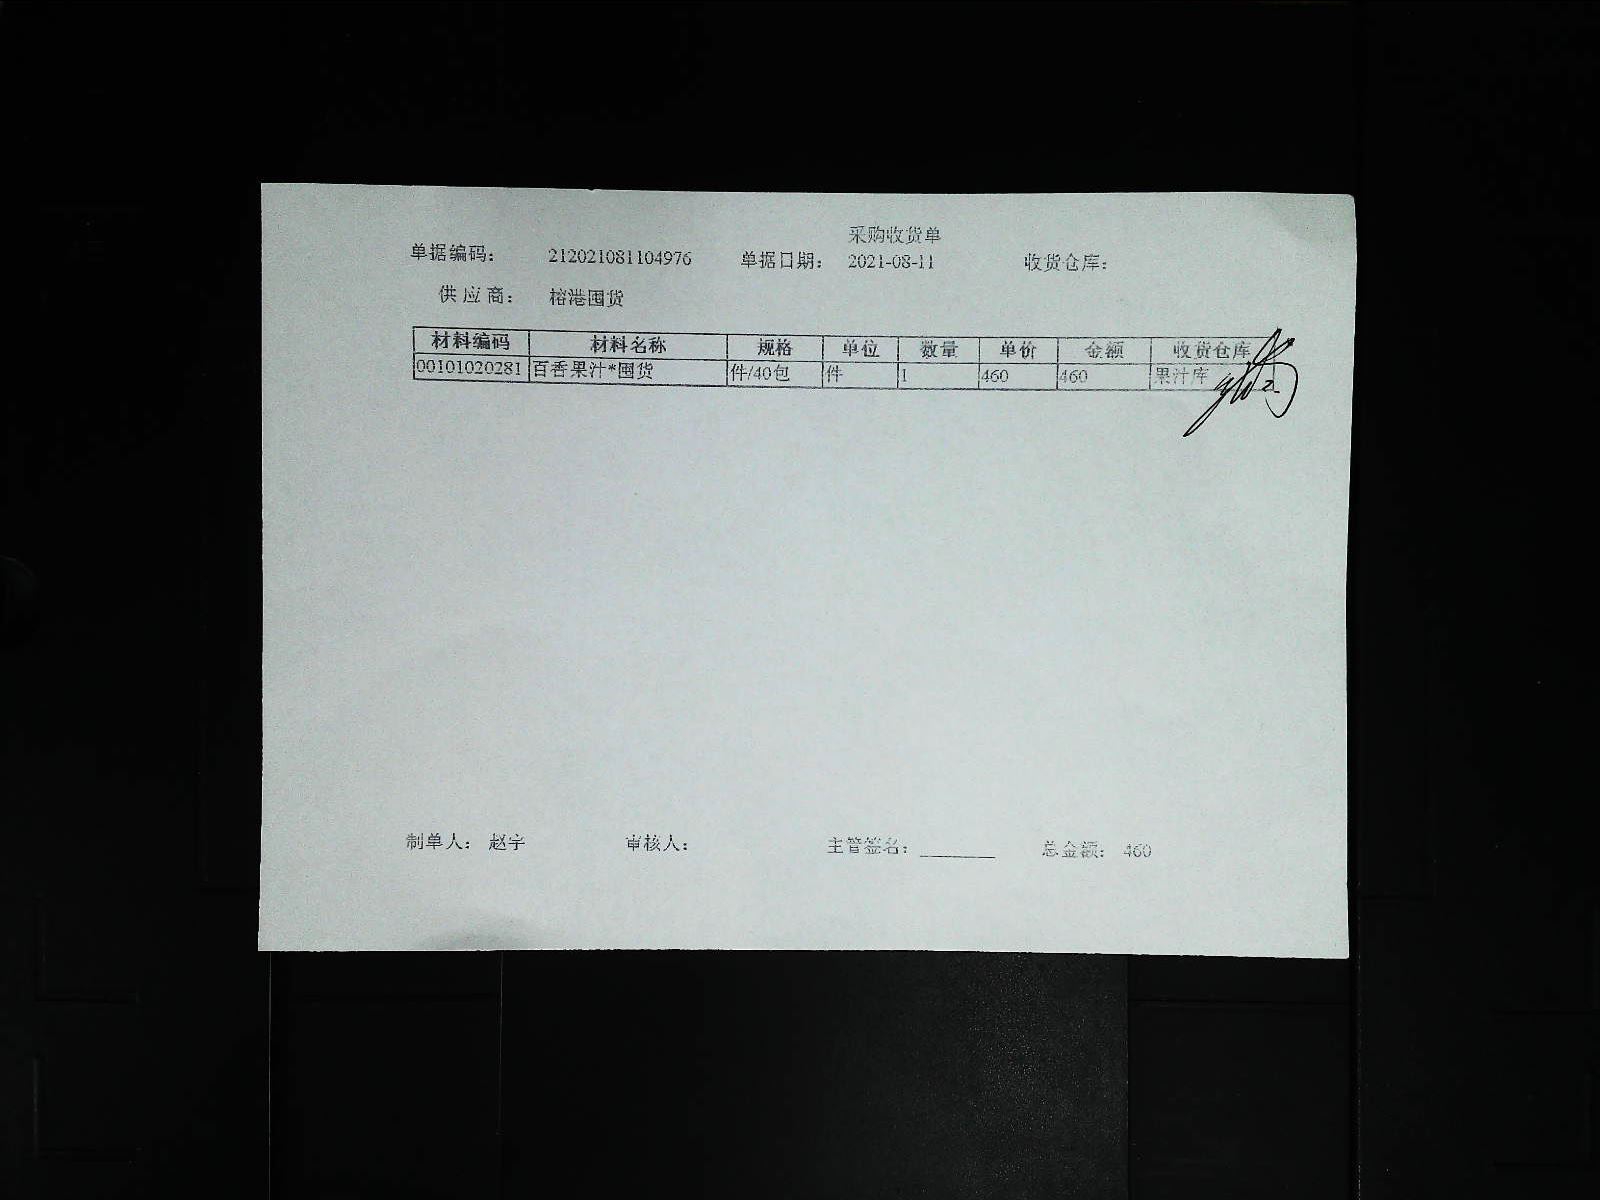 采购收货单
单据编码： 212021081104976 单据日期： 2021-08-11 收货仓库：
供应商： 榕港囤货
材料编码 材料名称 规格 单位 数量 单价 金额 收货仓库
00101020281 百香果汁*囤货 件/40包 件 1 460 460 果汁库
制单人： 赵宇 审核人： 主管签名： 总金额： 460